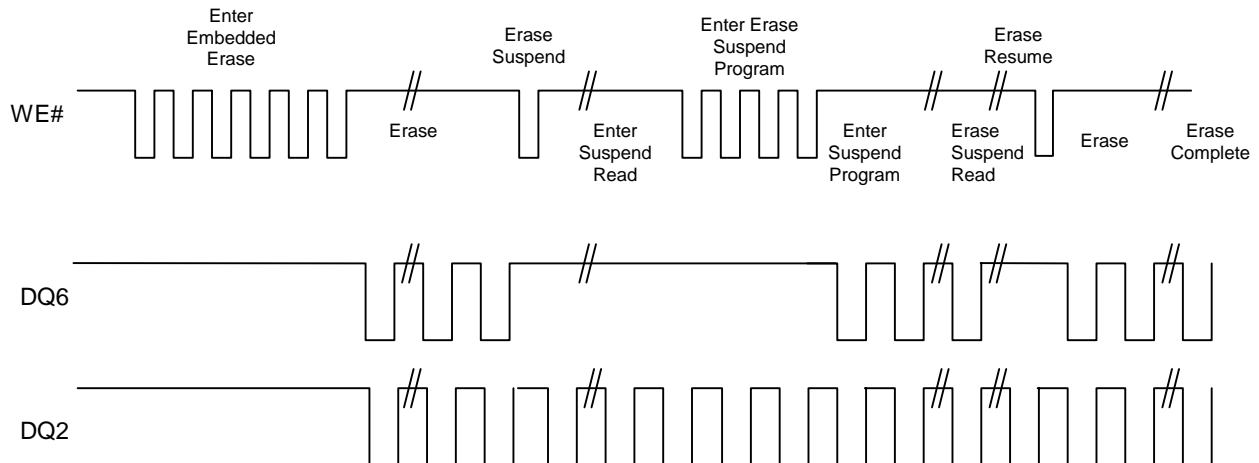 Enter
Embedded
Erase
Erase
Suspend
Enter Erase
Suspend
Program
Erase
Resume
WE#
Erase
Enter
Suspend
Read
Enter
Suspend
Program
Erase
Suspend
Read
Erase
Erase
Complete
DQ6
DQ2